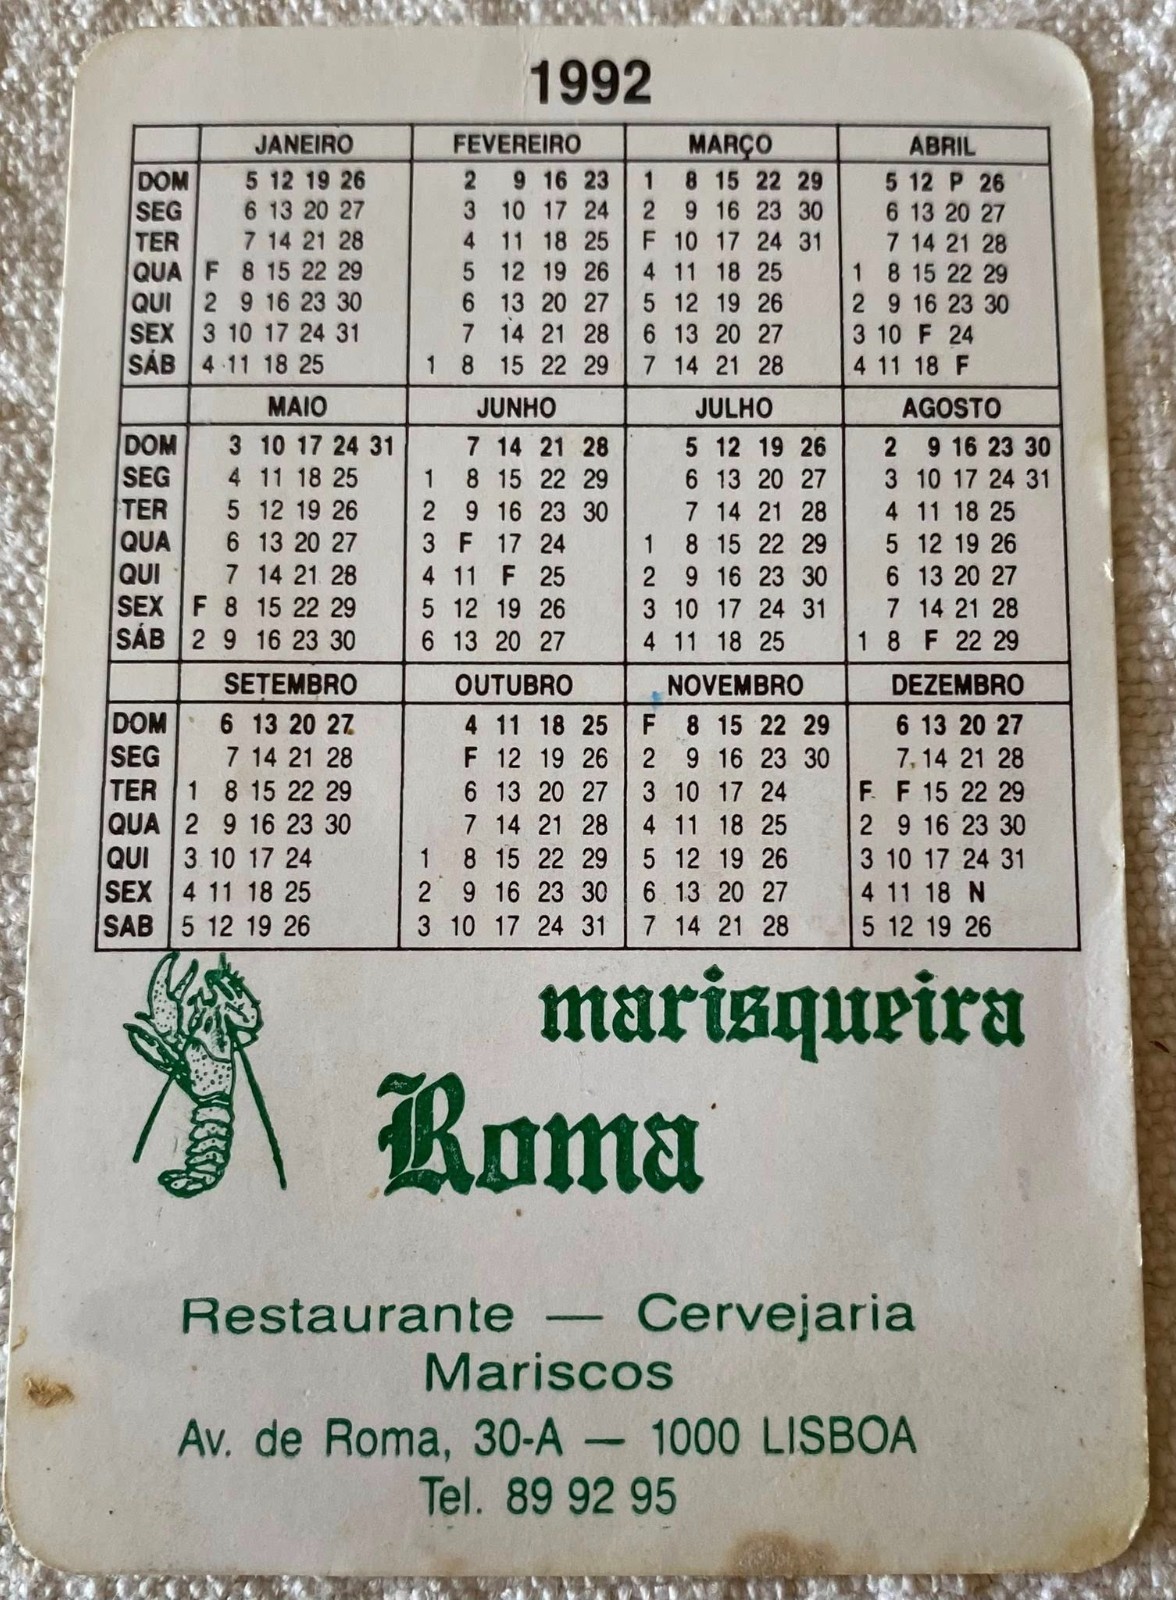 1992
JANEIRO FEVEREIRO MARÇO ABRIL
DOM 5 12 19 26 2 9 16 23 1 8 15 22 29 5 12 P 26
SEG 6 13 20 27 3 10 17 24 2 9 16 23 30 6 13 20 27
TER 7 14 21 28 4 11 18 25 F 10 17 24 31 7 14 21 28
QUA F 8 15 22 29 5 12 19 26 4 11 18 25 1 8 15 22 29
QUI 2 9 16 23 30 6 13 20 27 5 12 19 26 2 9 16 23 30
SEX 3 10 17 24 31 7 14 21 28 6 13 20 27 3 10 F 24
SÁB 4 11 18 25 1 8 15 22 29 7 14 21 28 4 11 18 F
MAIO JUNHO JULHO AGOSTO
DOM 3 10 17 24 31 7 14 21 28 5 12 19 26 2 9 16 23 30
SEG 4 11 18 25 1 8 15 22 29 6 13 20 27 3 10 17 24 31
TER 5 12 19 26 2 9 16 23 30 7 14 21 28 4 11 18 25
QUA 6 13 20 27 3 F 17 24 1 8 15 22 29 5 12 19 26
QUI 7 14 21 28 4 11 F 25 2 9 16 23 30 6 13 20 27
SEX F 8 15 22 29 5 12 19 26 3 10 17 24 31 7 14 21 28
SÁB 2 9 16 23 30 6 13 20 27 4 11 18 25 1 8 F 22 29
SETEMBRO OUTUBRO NOVEMBRO DEZEMBRO
DOM 6 13 20 27 4 11 18 25 F 8 15 22 29 6 13 20 27
SEG 7 14 21 28 F 12 19 26 2 9 16 23 30 7 14 21 28
TER 1 8 15 22 29 6 13 20 27 3 10 17 24 F F 15 22 29
QUA 2 9 16 23 30 7 14 21 28 4 11 18 25 2 9 16 23 30
QUI 3 10 17 24 1 8 15 22 29 5 12 19 26 3 10 17 24 31
SEX 4 11 18 25 2 9 16 23 30 6 13 20 27 4 11 18 N
SAB 5 12 19 26 3 10 17 24 31 7 14 21 28 5 12 19 26
marisqueira
Roma
Restaurante — Cervejaria
Mariscos
Av. de Roma, 30-A — 1000 LISBOA
Tel. 89 92 95